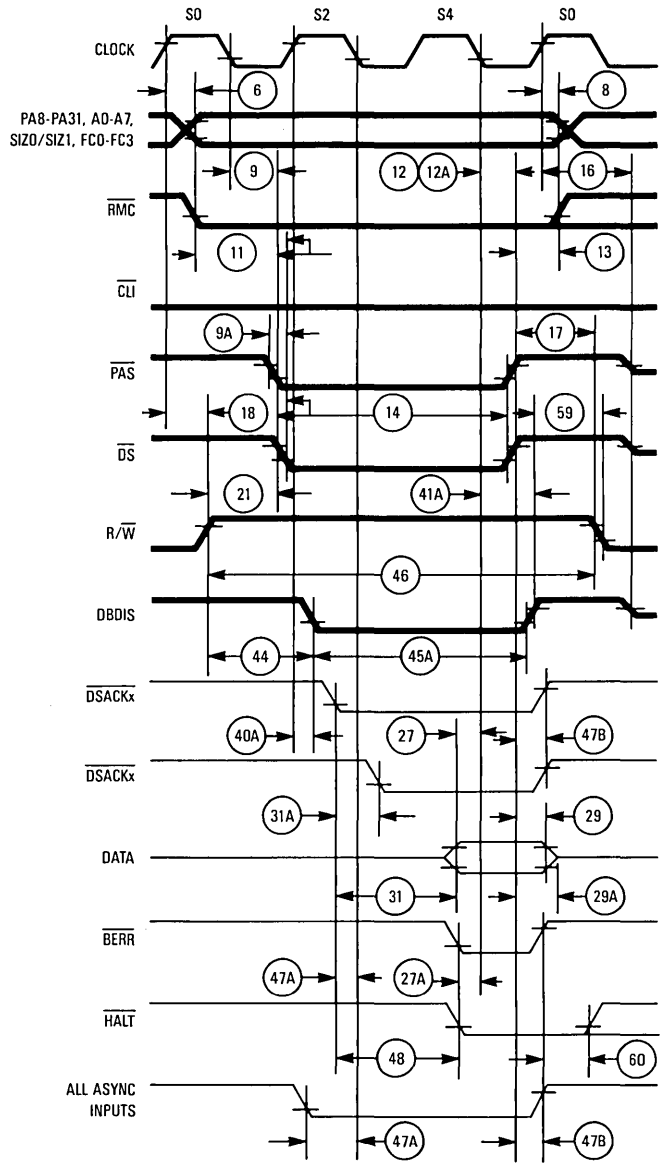 S0 S2 S4 S0
CLOCK
6 8
PA8-PA31, A0-A7,
SIZ0/SIZ1, FC0-FC3
9 12 12A 16
RMC
11 13
CLI
9A 17
PAS
18 14 59
DS
21 41A
R/W
46
DBDIS
44 45A
DSACKx
40A 27 47B
DSACKx
31A 29
DATA
31 29A
BERR
47A 27A
HALT
48 60
ALL ASYNC
INPUTS
47A 47B